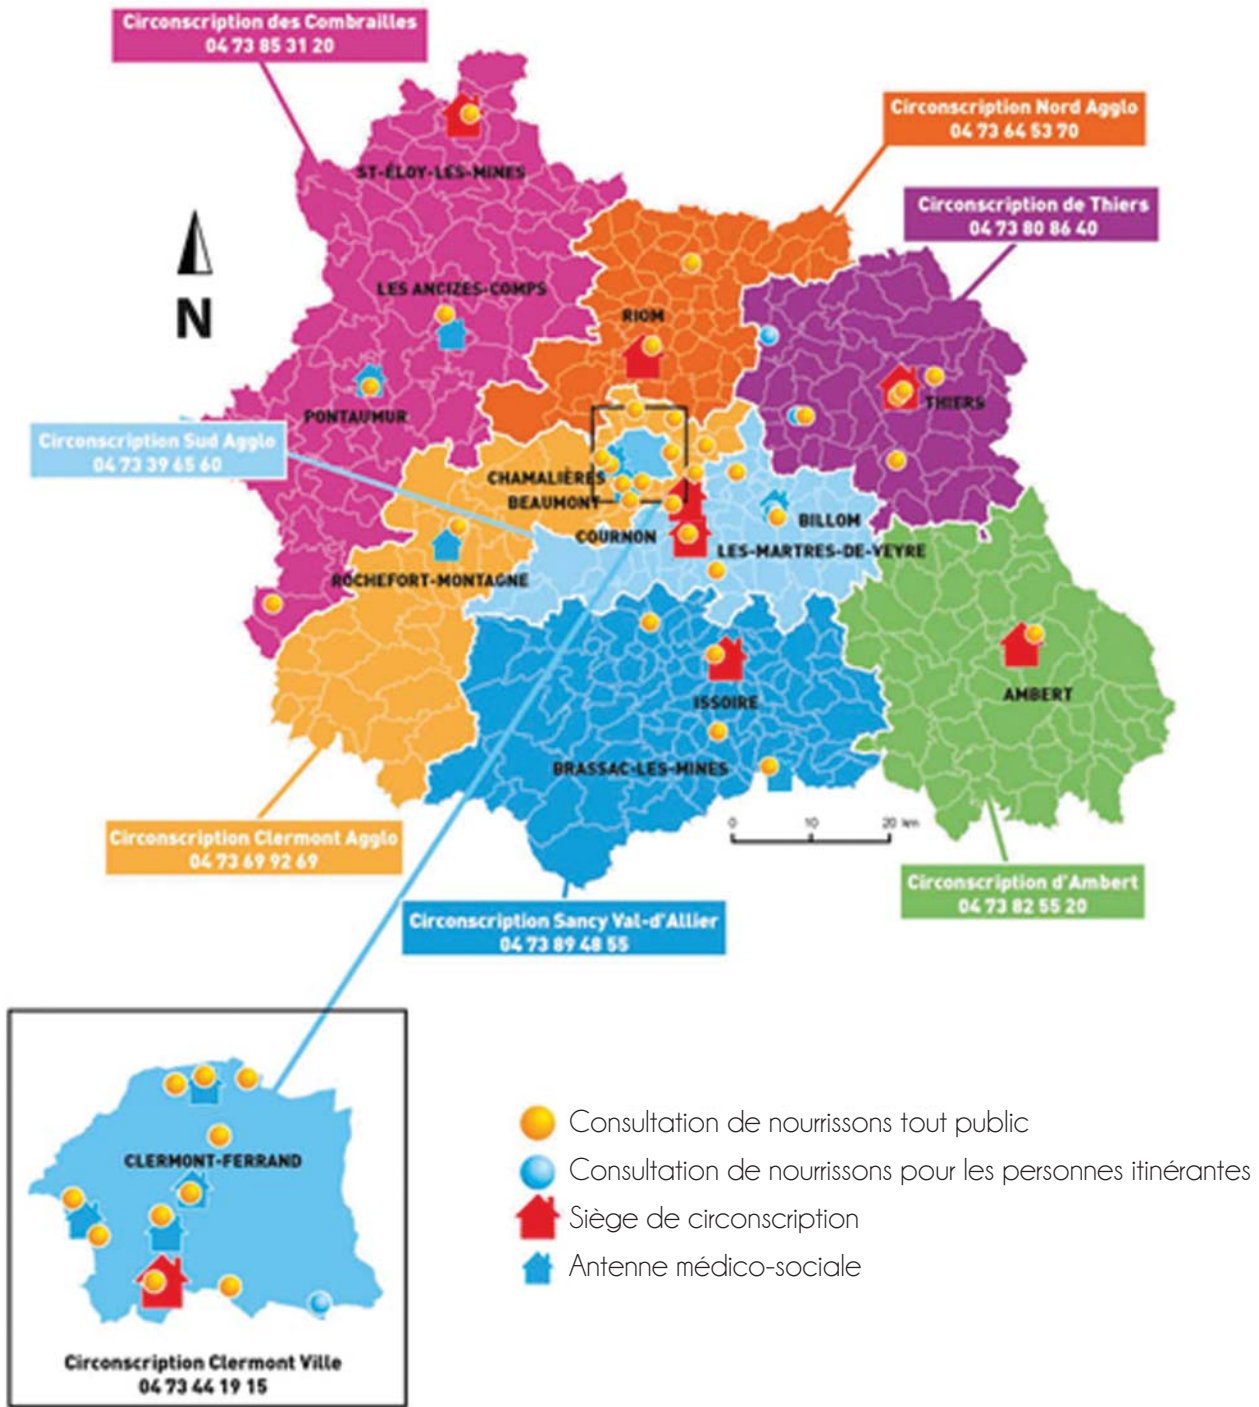 Circonscription des Combrailles
04 73 85 31 20
Circonscription Nord Agglo
04 73 64 53 70
Circonscription de Thiers
04 73 80 86 40
ST-ÉLOY-LES-MINES
N
LES ANCIZES-COMPS
RIOM
PONTAUMUR
THIERS
Circonscription Sud Agglo
04 73 39 65 60
CHAMALIÈRES
BEAUMONT
COURNON
BILLOM
LES-MARTRES-DE-VEYRE
ROCHEFORT-MONTAGNE
ISSOIRE
AMBERT
BRASSAC-LES-MINES
0 10 20 km
Circonscription Clermont Agglo
04 73 69 92 69
Circonscription d'Ambert
04 73 82 55 20
Circonscription Sancy Val-d'Allier
04 73 89 48 55
CLERMONT-FERRAND
Circonscription Clermont Ville
04 73 44 19 15
Consultation de nourrissons tout public
Consultation de nourrissons pour les personnes itinérantes
Siège de circonscription
Antenne médico-sociale